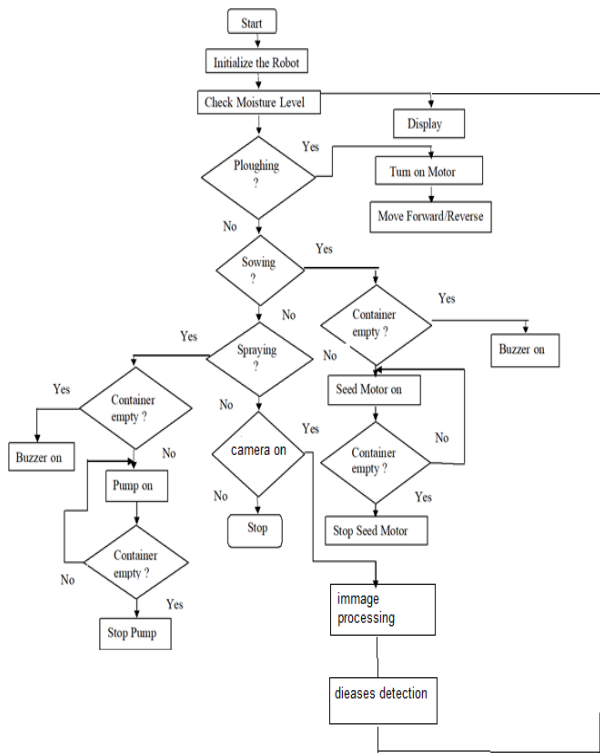 Start
Initialize the Robot
Check Moisture Level
Display
Yes
Ploughing
?
Turn on Motor
Move Forward/Reverse
No
Yes
Sowing
?
No
Container
empty ?
Yes
Buzzer on
No
Yes
Spraying
?
Seed Motor on
Yes
Container
empty ?
No
Yes
No
camera on
Container
empty ?
No
Buzzer on
No
Pump on
No
Yes
Stop
Stop Seed Motor
Container
empty ?
No
Yes
Stop Pump
immage
processing
dieases detection